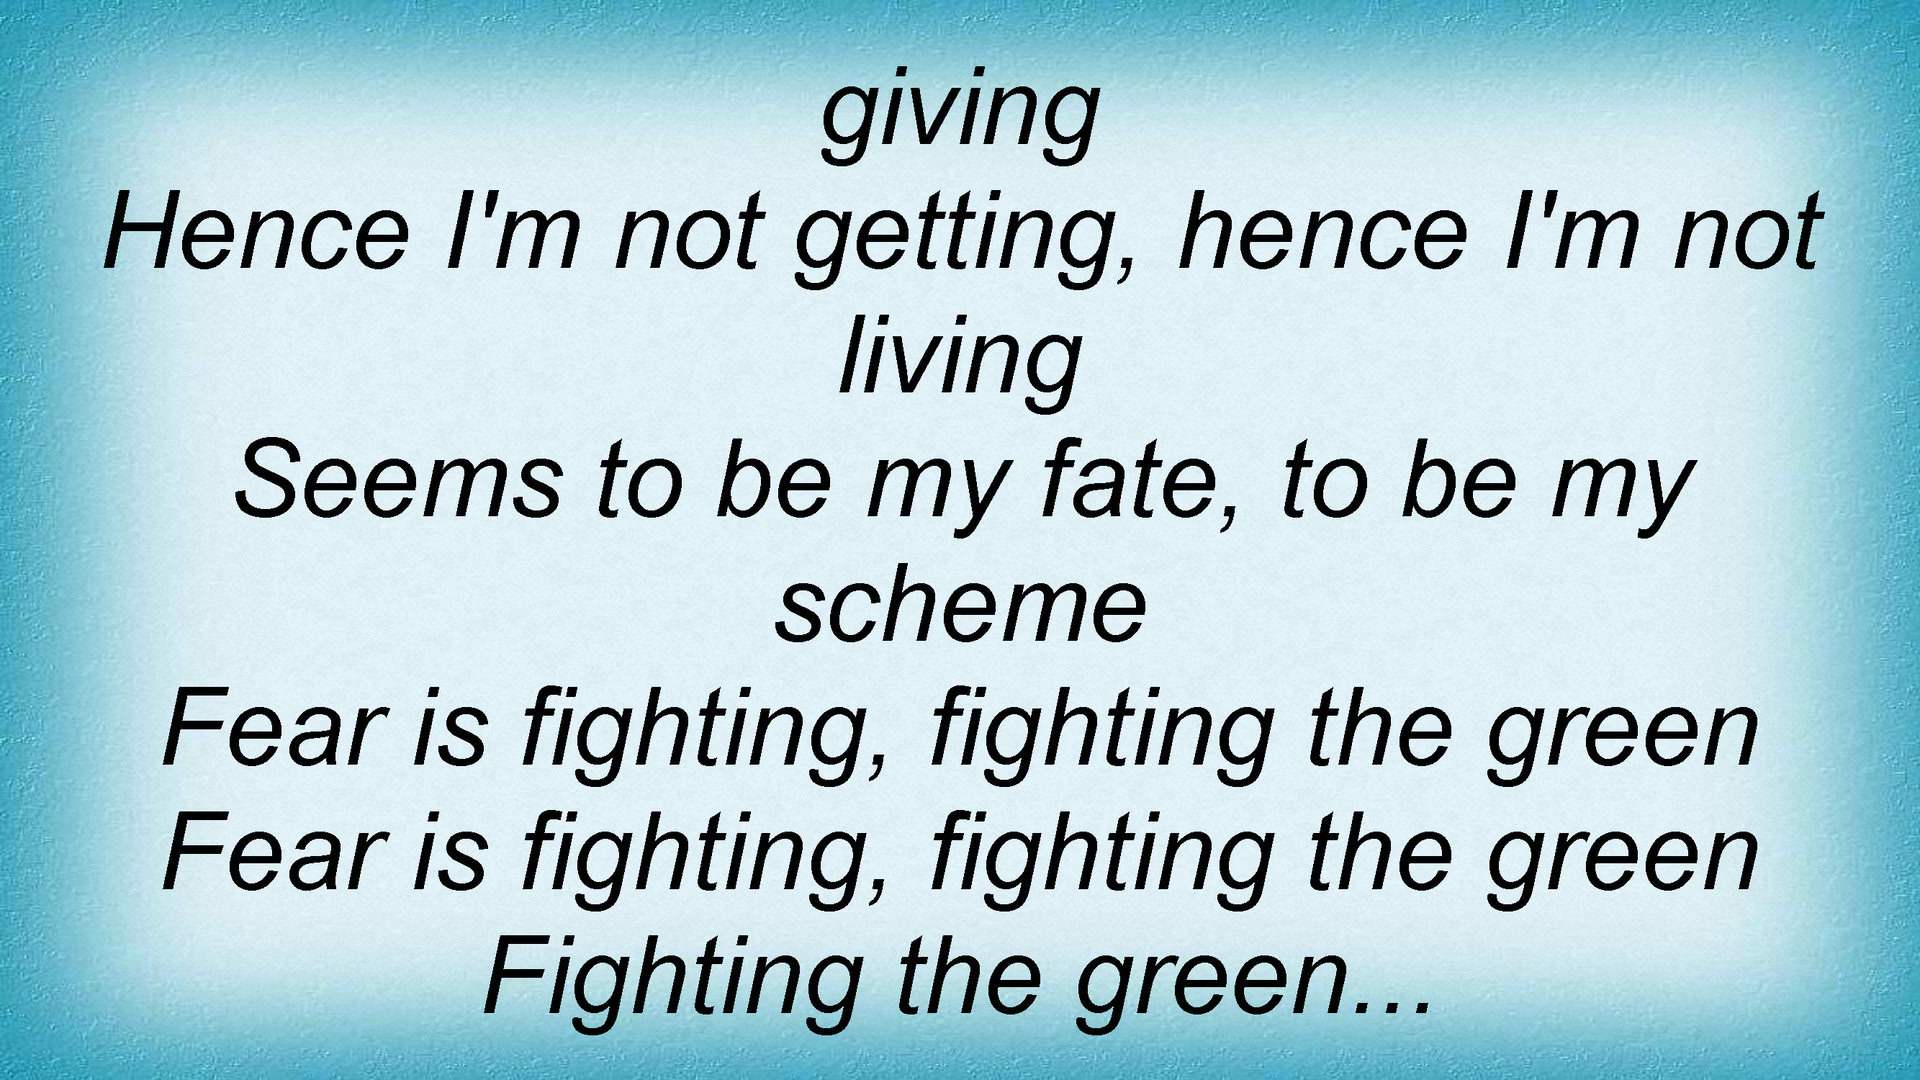 giving
Hence I'm not getting, hence I'm not
living
Seems to be my fate, to be my
scheme
Fear is fighting, fighting the green
Fear is fighting, fighting the green
Fighting the green...